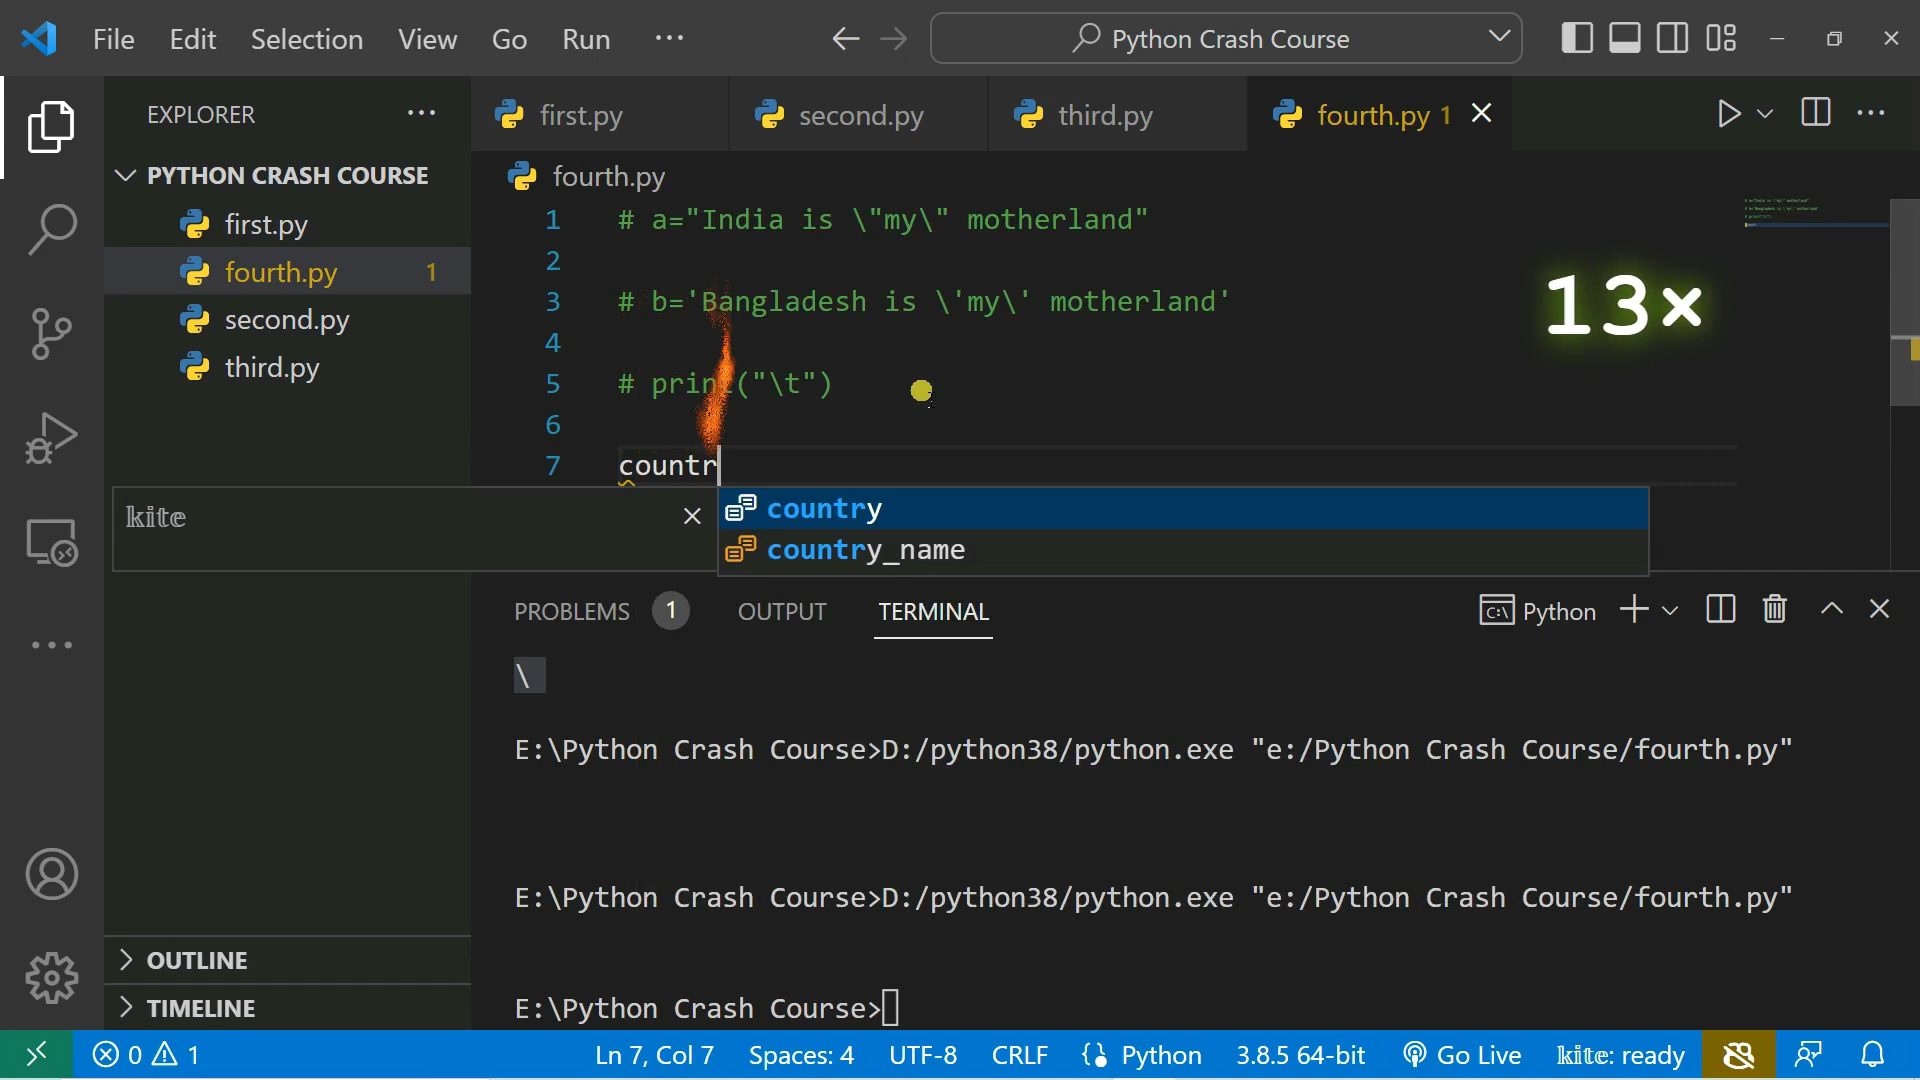 File Edit Selection View Go Run ...
Python Crash Course
EXPLORER ...
PYTHON CRASH COURSE
first.py
fourth.py 1
second.py
third.py
OUTLINE
TIMELINE
first.py second.py third.py fourth.py 1
fourth.py
1 # a="India is \"my\" motherland"
2
3 # b='Bangladesh is \'my\' motherland'
4
5 # print("\t")
6
7 countr
13×
kite
country
country_name
PROBLEMS 1 OUTPUT TERMINAL
Python
\
E:\Python Crash Course>D:/python38/python.exe "e:/Python Crash Course/fourth.py"
E:\Python Crash Course>D:/python38/python.exe "e:/Python Crash Course/fourth.py"
E:\Python Crash Course>
0 1 Ln 7, Col 7 Spaces: 4 UTF-8 CRLF Python 3.8.5 64-bit Go Live kite: ready